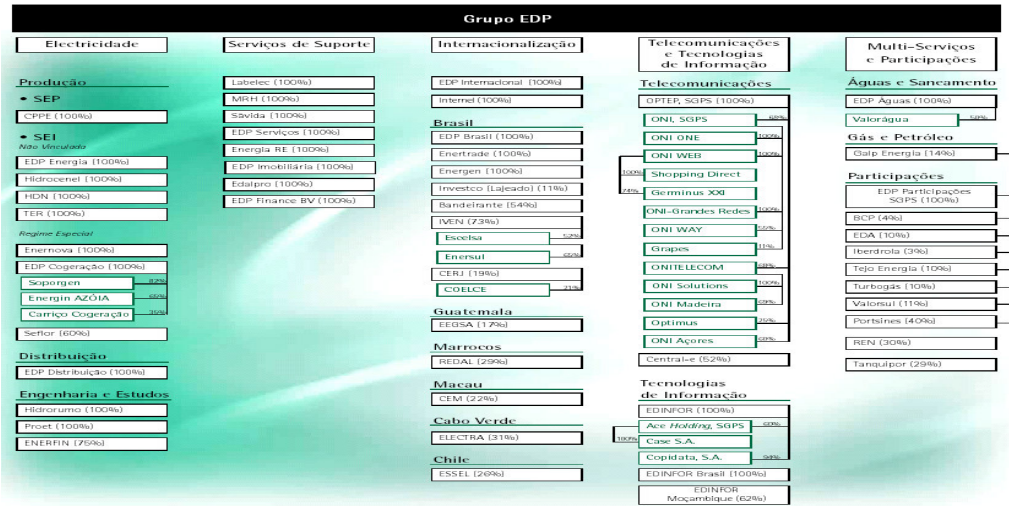 Grupo EDP
Electricidade
Produção
• SEP
CPPE (100%)
• SEI
Não Vinculado
EDP Energia (100%)
Hidrocenel (100%)
HDN (100%)
TER (100%)
Regime Especial
Enernova (100%)
EDP Cogeração (100%)
Soporgen 82%
Energin AZÓIA 65%
Carriço Cogeração 35%
Seflor (60%)
Distribuição
EDP Distribuição (100%)
Engenharia e Estudos
Hidrorumo (100%)
Proet (100%)
ENERFIN (75%)
Serviços de Suporte
Labelec (100%)
MRH (100%)
Sãvida (100%)
EDP Serviços (100%)
Energia RE (100%)
EDP Imobiliária (100%)
Edalpro (100%)
EDP Finance BV (100%)
Internacionalização
EDP Internacional (100%)
Internel (100%)
Brasil
EDP Brasil (100%)
Enertrade (100%)
Energen (100%)
Investco (Lajeado) (11%)
Bandeirante (54%)
IVEN (73%)
Escelsa 52%
Enersul 65%
CERJ (19%)
COELCE 21%
Guatemala
EEGSA (17%)
Marrocos
REDAL (29%)
Macau
CEM (22%)
Cabo Verde
ELECTRA (31%)
Chile
ESSEL (26%)
Telecomunicações
e Tecnologias
de Informação
Telecomunicações
OPTEP, SGPS (100%)
ONI, SGPS
ONI ONE 100%
ONI WEB 100%
100% Shopping Direct
74% Germinus XXI
ONI-Grandes Redes 100%
ONI WAY 55%
Grapes 11%
ONITELECOM 68%
ONI Solutions 100%
ONI Madeira
Optimus 25%
ONI Açores
Central-e (52%)
Tecnologias
de Informação
EDINFOR (100%)
Ace Holding, SGPS 60%
100% Case S.A.
Copidata, S.A. 94%
EDINFOR Brasil (100%)
EDINFOR
Moçambique (62%)
Multi-Serviços
e Participações
Águas e Saneamento
EDP Águas (100%)
Valorágua 50%
Gás e Petróleo
Galp Energia (14%)
Participações
EDP Participações
SGPS (100%)
BCP (4%)
EDA (10%)
Iberdrola (3%)
Tejo Energia (10%)
Turbogás (10%)
Valorsul (11%)
Portsines (40%)
REN (30%)
Tanquipor (29%)